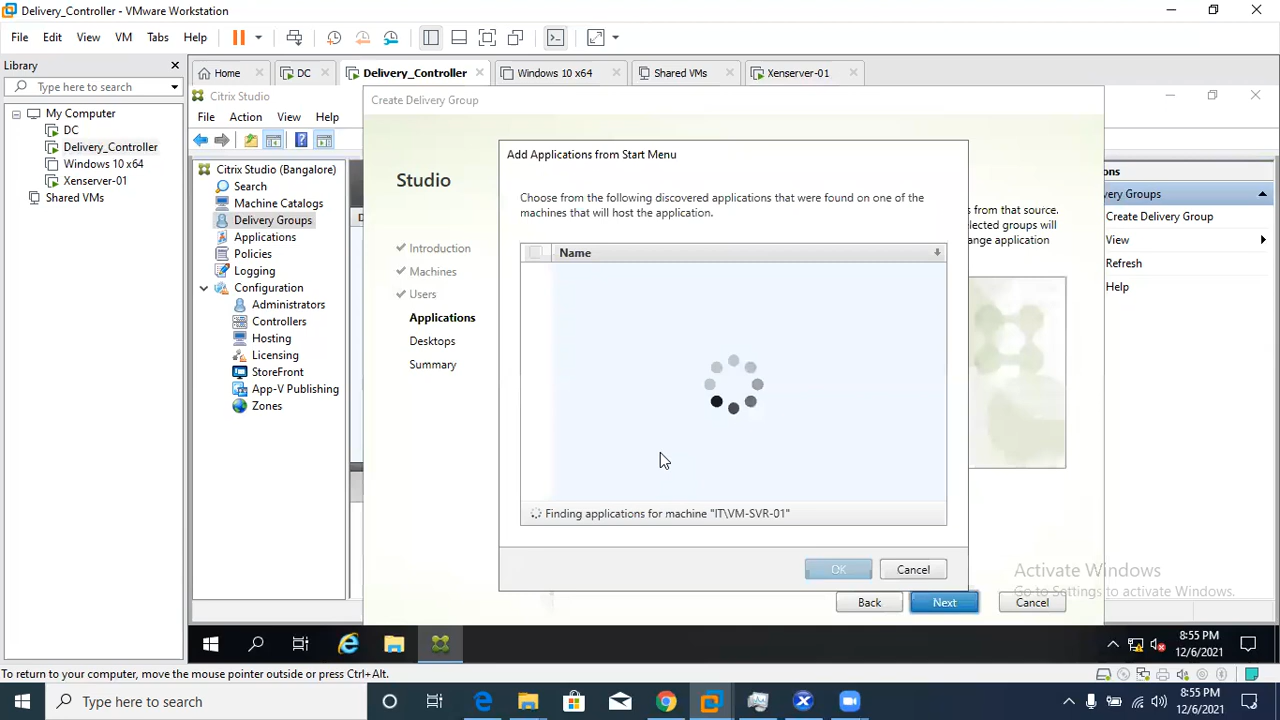 Delivery_Controller - VMware Workstation
File Edit View VM Tabs Help
Library
Type here to search
My Computer
DC
Delivery_Controller
Windows 10 x64
Xenserver-01
Shared VMs
Home DC Delivery_Controller Windows 10 x64 Shared VMs Xenserver-01
Citrix Studio
File Action View Help
Citrix Studio (Bangalore)
Search
Machine Catalogs
Delivery Groups
Applications
Policies
Logging
Configuration
Administrators
Controllers
Hosting
Licensing
StoreFront
App-V Publishing
Zones
Create Delivery Group
Studio
Introduction
Machines
Users
Applications
Desktops
Summary
Add Applications from Start Menu
Choose from the following discovered applications that were found on one of the
machines that will host the application.
Name
Finding applications for machine "IT\VM-SVR-01"
OK Cancel
s from that source.
lected groups will
ange application
Back Next Cancel
ons
very Groups
Create Delivery Group
View
Refresh
Help
Activate Windows
Go to Settings to activate Windows.
8:55 PM
12/6/2021
To return to your computer, move the mouse pointer outside or press Ctrl+Alt.
Type here to search
8:55 PM
12/6/2021